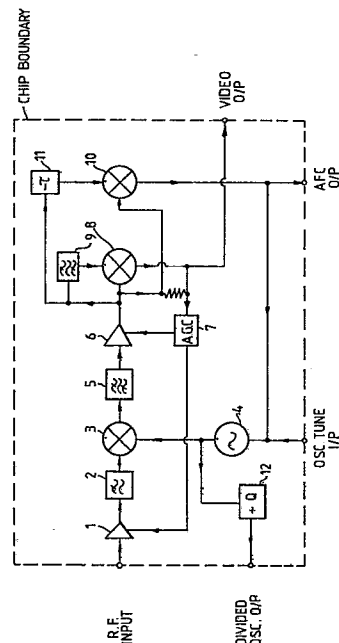 CHIP BOUNDARY
11
-τ
10
9
8
VIDEO
O/P
6
A.G.C.
7
5
3
4
2
1
12
÷ Q
AFC
O/P
OSC TUNE
I/P
R.F.
INPUT
DIVIDED
OSC. O/P